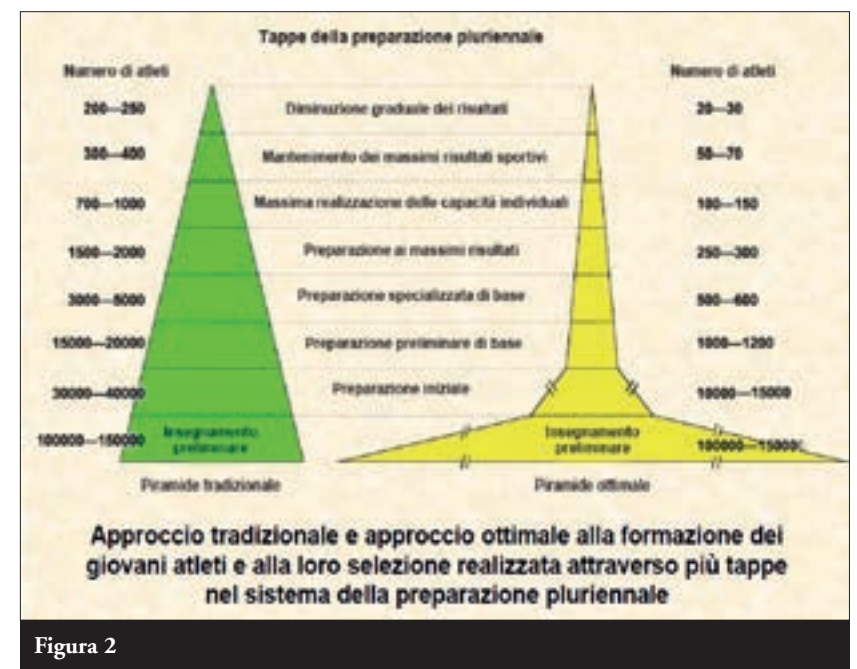 Tappe della preparazione pluriennale
Numero di atleti
Numero di atleti
200—250 Diminuzione graduale dei risultati 20—30
300—400 Mantenimento dei massimi risultati sportivi 50—70
700—1000 Massima realizzazione delle capacità individuali 100—150
1500—2000 Preparazione ai massimi risultati 250—300
3000—5000 Preparazione specializzata di base 500—600
15000—20000 Preparazione preliminare di base 1000—1200
30000—40000 Preparazione iniziale 10000—15000
100000—150000 Insegnamento preliminare Insegnamento preliminare
Piramide tradizionale
Piramide ottimale
Approccio tradizionale e approccio ottimale alla formazione dei
giovani atleti e alla loro selezione realizzata attraverso più tappe
nel sistema della preparazione pluriennale
Figura 2